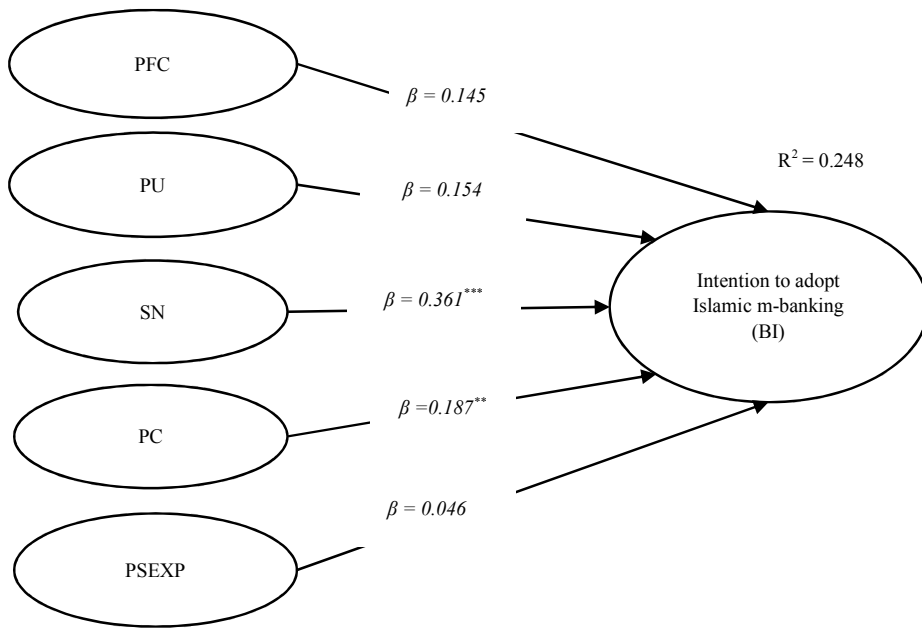 PFC
β = 0.145
R² = 0.248
PU
β = 0.154
SN
β = 0.361***
Intention to adopt
Islamic m-banking
(BI)
PC
β =0.187**
PSEXP
β = 0.046